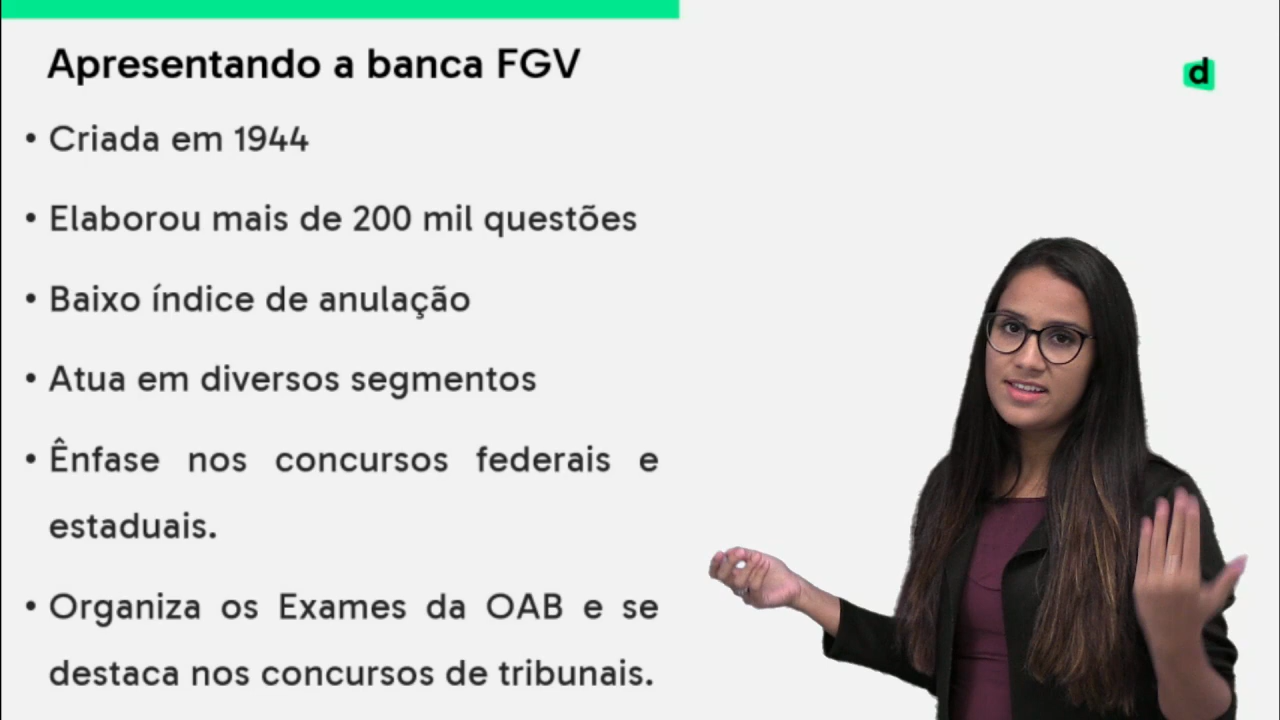 Apresentando a banca FGV
d
• Criada em 1944
• Elaborou mais de 200 mil questões
• Baixo índice de anulação
• Atua em diversos segmentos
• Ênfase nos concursos federais e
estaduais.
• Organiza os Exames da OAB e se
destaca nos concursos de tribunais.